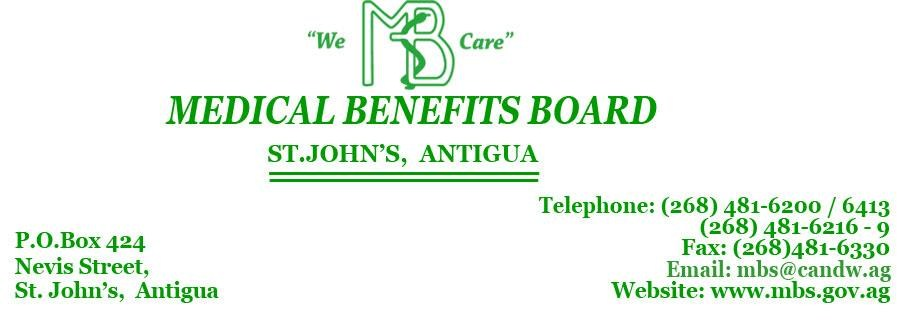 "We MB Care"
MEDICAL BENEFITS BOARD
ST.JOHN'S, ANTIGUA
Telephone: (268) 481-6200 / 6413
(268) 481-6216 - 9
Fax: (268)481-6330
Email: mbs@candw.ag
Website: www.mbs.gov.ag
P.O.Box 424
Nevis Street,
St. John's, Antigua